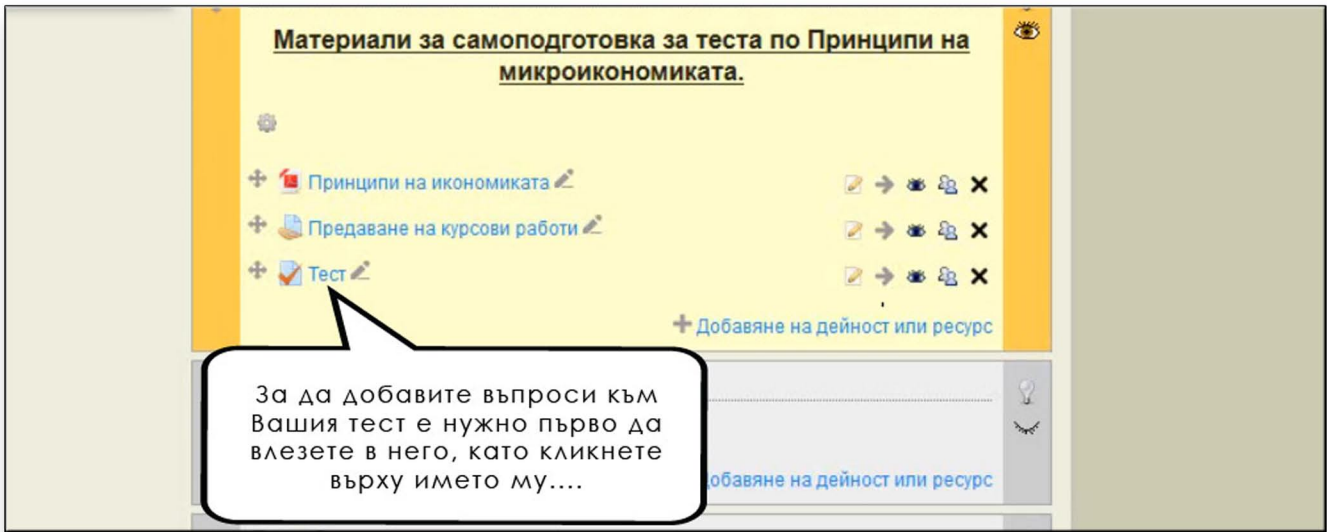 Материали за самоподготовка за теста по Принципи на
микроикономиката.
Принципи на икономиката
Предаване на курсови работи
Тест
Добавяне на дейност или ресурс
За да добавите въпроси към
Вашия тест е нужно първо да
влезете в него, като кликнете
върху името му....
обавяне на дейност или ресурс